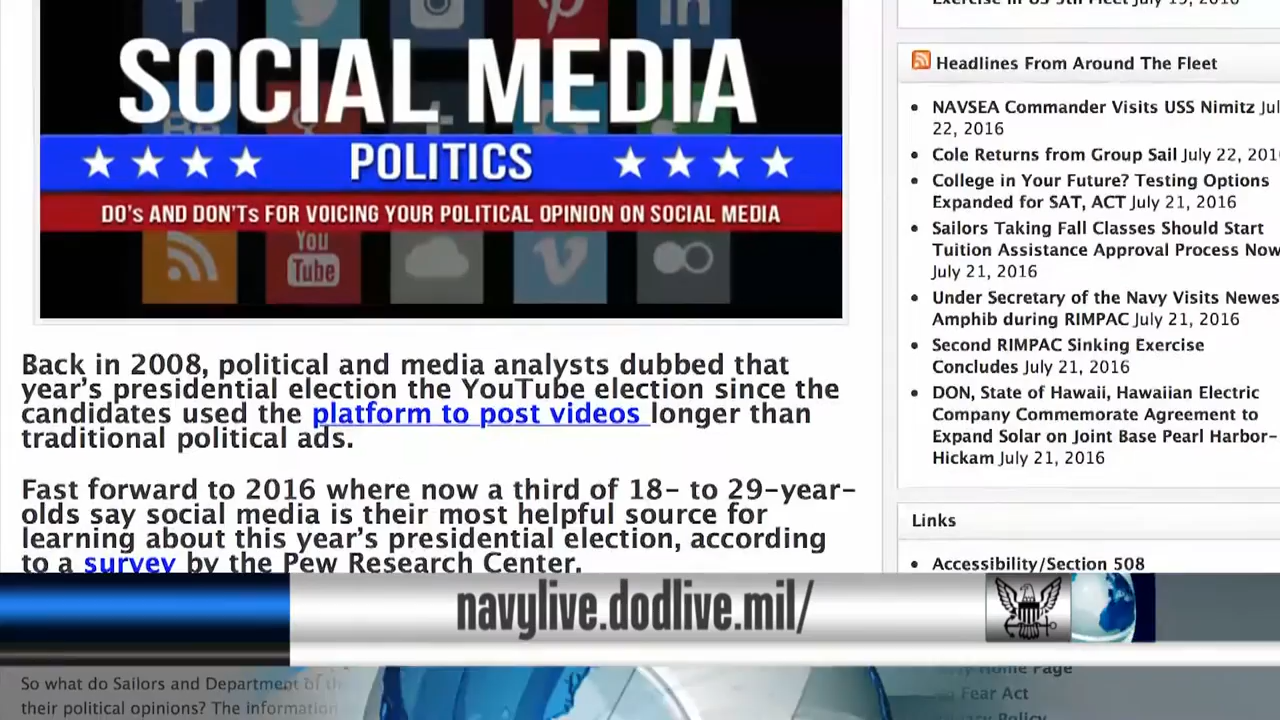 SOCIAL MEDIA
POLITICS
DO's AND DON'Ts FOR VOICING YOUR POLITICAL OPINION ON SOCIAL MEDIA
You
Tube
Back in 2008, political and media analysts dubbed that
year's presidential election the YouTube election since the
candidates used the platform to post videos longer than
traditional political ads.
Fast forward to 2016 where now a third of 18- to 29-year-
olds say social media is their most helpful source for
learning about this year's presidential election, according
to a survey by the Pew Research Center.
So what do Sailors and Department of th
their political opinions? The information
Exercise in US 5th Fleet July 19, 2016
Headlines From Around The Fleet
NAVSEA Commander Visits USS Nimitz Jul
22, 2016
Cole Returns from Group Sail July 22, 201
College in Your Future? Testing Options
Expanded for SAT, ACT July 21, 2016
Sailors Taking Fall Classes Should Start
Tuition Assistance Approval Process Now
July 21, 2016
Under Secretary of the Navy Visits Newes
Amphib during RIMPAC July 21, 2016
Second RIMPAC Sinking Exercise
Concludes July 21, 2016
DON, State of Hawaii, Hawaiian Electric
Company Commemorate Agreement to
Expand Solar on Joint Base Pearl Harbor-
Hickam July 21, 2016
Links
Accessibility/Section 508
Home Page
Fear Act
Privacy Policy
navylive.dodlive.mil/